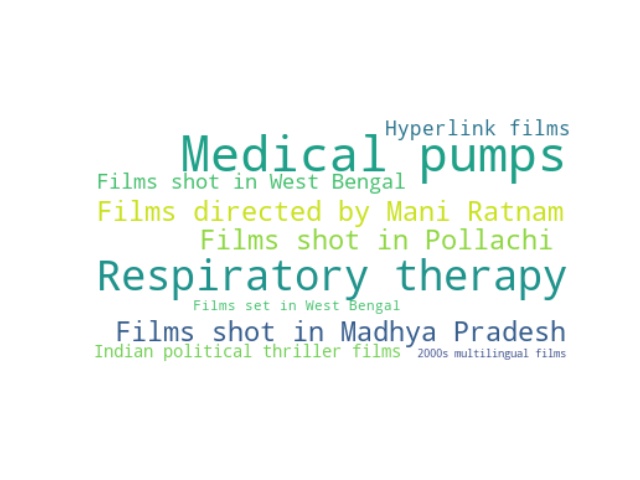 Hyperlink films
Medical pumps
Films shot in West Bengal
Films directed by Mani Ratnam
Films shot in Pollachi
Respiratory therapy
Films set in West Bengal
Films shot in Madhya Pradesh
Indian political thriller films
2000s multilingual films